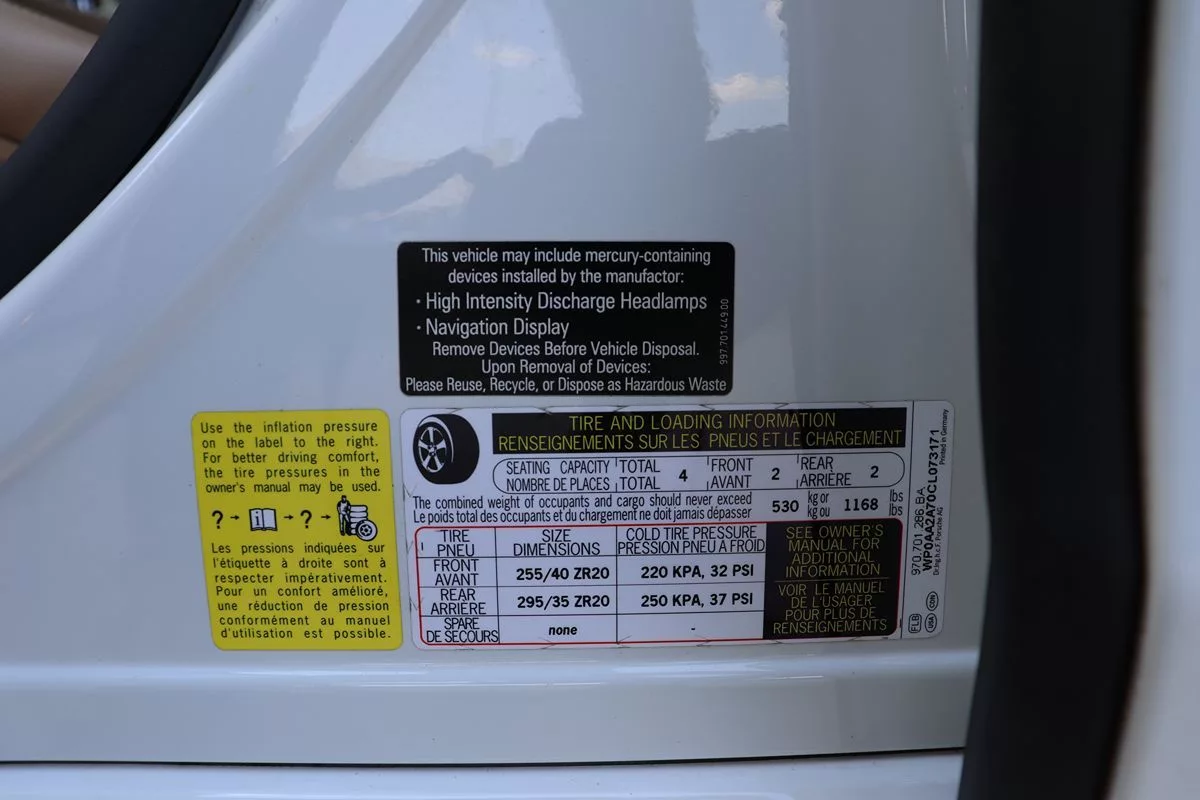 This vehicle may include mercury-containing
devices installed by the manufactor:
· High Intensity Discharge Headlamps
· Navigation Display
Remove Devices Before Vehicle Disposal.
Upon Removal of Devices:
Please Reuse, Recycle, or Dispose as Hazardous Waste
997.701.449.00
Use the inflation pressure
on the label to the right.
For better driving comfort,
the tire pressures in the
owner's manual may be used.
? - i → ? -
Les pressions indiquées sur
l'étiquette à droite sont à
respecter impérativement.
Pour un confort amélioré,
une réduction de pression
conformément au manuel
d'utilisation est possible.
TIRE AND LOADING INFORMATION
RENSEIGNEMENTS SUR LES PNEUS ET LE CHARGEMENT
SEATING CAPACITY TOTAL 4 FRONT 2 REAR 2
NOMBRE DE PLACES TOTAL AVANT ARRIÈRE
The combined weight of occupants and cargo should never exceed 530 kg or 1168 lbs
Le poids total des occupants et du chargement ne doit jamais dépasser kg ou lbs
TIRE SIZE COLD TIRE PRESSURE
PNEU DIMENSIONS PRESSION PNEU A FROID
FRONT
AVANT 255/40 ZR20 220 KPA, 32 PSI
REAR
ARRIÈRE 295/35 ZR20 250 KPA, 37 PSI
SPARE
DE SECOURS none -
SEE OWNER'S
MANUAL FOR
ADDITIONAL
INFORMATION
VOIR LE MANUEL
DE L'USAGER
POUR PLUS DE
RENSEIGNEMENTS
970.701.286.BA
WP0AA2A70CL073171
Dr.Ing.h.c.F. Porsche AG
Printed in Germany
FLB
USA CDN